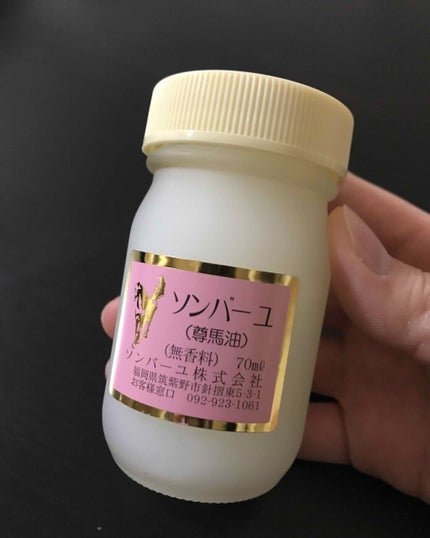 ソンバーユ
(尊馬油)
(無香料) 70mℓ
ソンバーユ株式会社
福岡県筑紫野市針摺東5-3-1
お客様窓口 092-923-1061